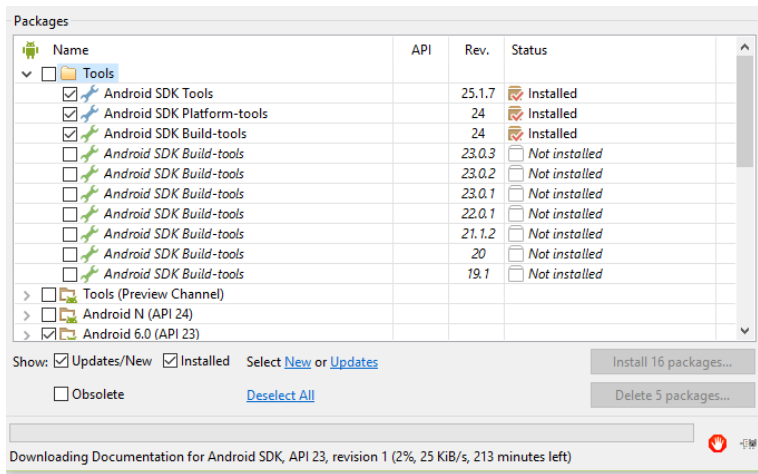 Packages
Name API Rev. Status
Tools
Android SDK Tools 25.1.7 Installed
Android SDK Platform-tools 24 Installed
Android SDK Build-tools 24 Installed
Android SDK Build-tools 23.0.3 Not installed
Android SDK Build-tools 23.0.2 Not installed
Android SDK Build-tools 23.0.1 Not installed
Android SDK Build-tools 22.0.1 Not installed
Android SDK Build-tools 21.1.2 Not installed
Android SDK Build-tools 20 Not installed
Android SDK Build-tools 19.1 Not installed
Tools (Preview Channel)
Android N (API 24)
Android 6.0 (API 23)
Show: Updates/New Installed Select New or Updates Install 16 packages...
Obsolete Deselect All Delete 5 packages...
Downloading Documentation for Android SDK, API 23, revision 1 (2%, 25 KiB/s, 213 minutes left)